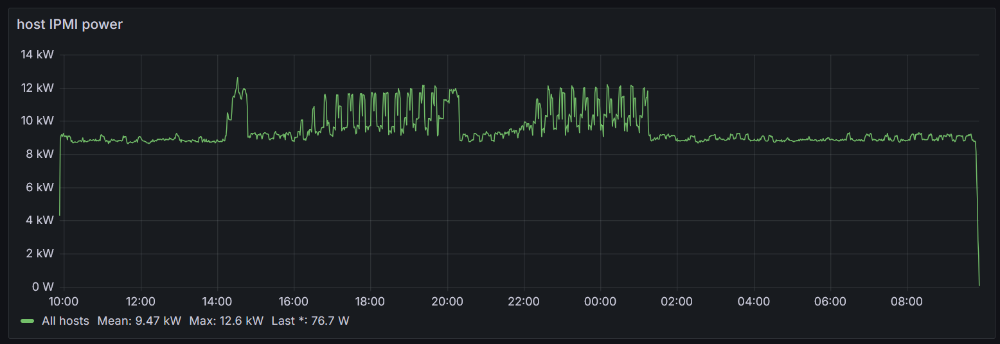 host IPMI power
14 kW
12 kW
10 kW
8 kW
6 kW
4 kW
2 kW
0 W
10:00 12:00 14:00 16:00 18:00 20:00 22:00 00:00 02:00 04:00 06:00 08:00
All hosts Mean: 9.47 kW Max: 12.6 kW Last *: 76.7 W